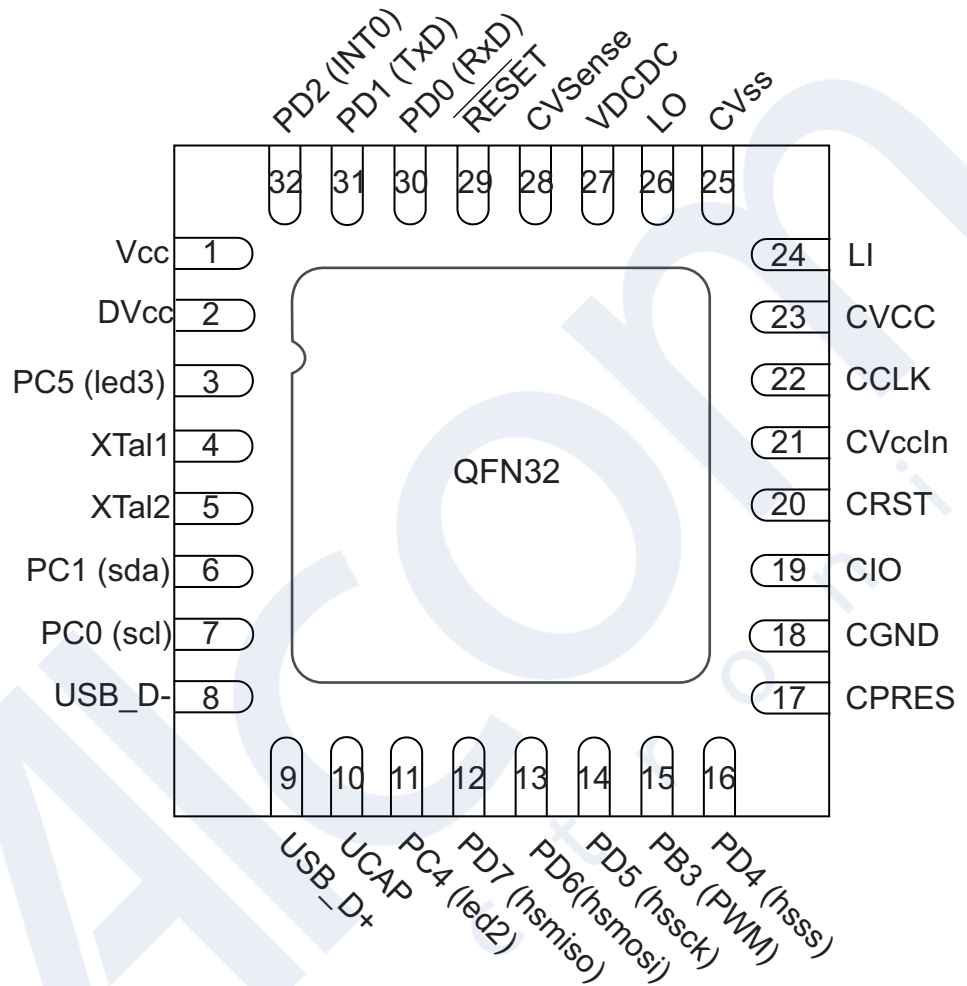 PD2 (INT0)
PD1 (TxD)
PD0 (RxD)
RESET
CVSense
VDCDC
LO
CVss
32
31
30
29
28
27
26
25
Vcc 1
DVcc 2
PC5 (led3) 3
XTal1 4
XTal2 5
PC1 (sda) 6
PC0 (scl) 7
USB_D- 8
QFN32
24 LI
23 CVCC
22 CCLK
21 CVccIn
20 CRST
19 CIO
18 CGND
17 CPRES
9
10
11
12
13
14
15
16
USB_D+
UCAP
PC4 (led2)
PD7 (hsmiso)
PD6(hsmosi)
PD5 (hssck)
PB3 (PWM)
PD4 (hsss)
Alcom